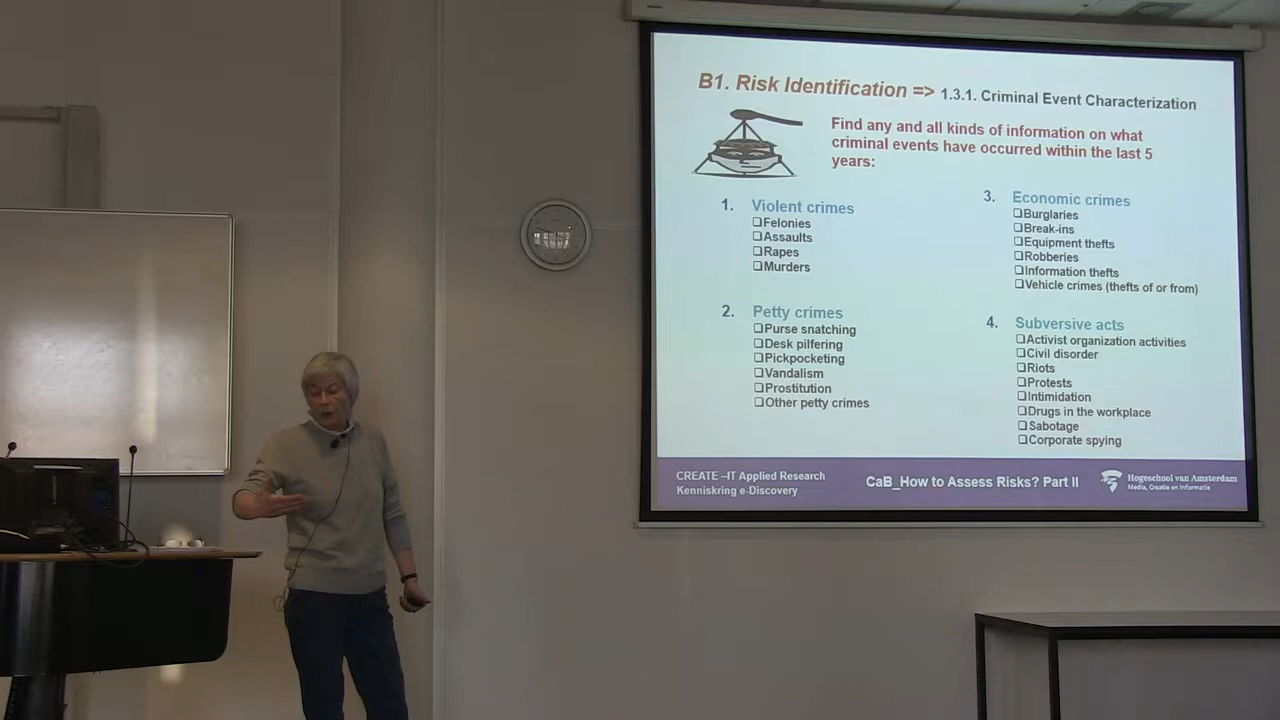 B1. Risk Identification => 1.3.1. Criminal Event Characterization
Find any and all kinds of information on what
criminal events have occurred within the last 5
years:
1. Violent crimes
❑Felonies
❑Assaults
❑Rapes
❑Murders
2. Petty crimes
❑Purse snatching
❑Desk pilfering
❑Pickpocketing
❑Vandalism
❑Prostitution
❑Other petty crimes
3. Economic crimes
❑Burglaries
❑Break-ins
❑Equipment thefts
❑Robberies
❑Information thefts
❑Vehicle crimes (thefts of or from)
4. Subversive acts
❑Activist organization activities
❑Civil disorder
❑Riots
❑Protests
❑Intimidation
❑Drugs in the workplace
❑Sabotage
❑Corporate spying
CREATE –IT Applied Research
Kenniskring e-Discovery
CaB_How to Assess Risks? Part II
Hogeschool van Amsterdam
Media, Creatie en Informatie